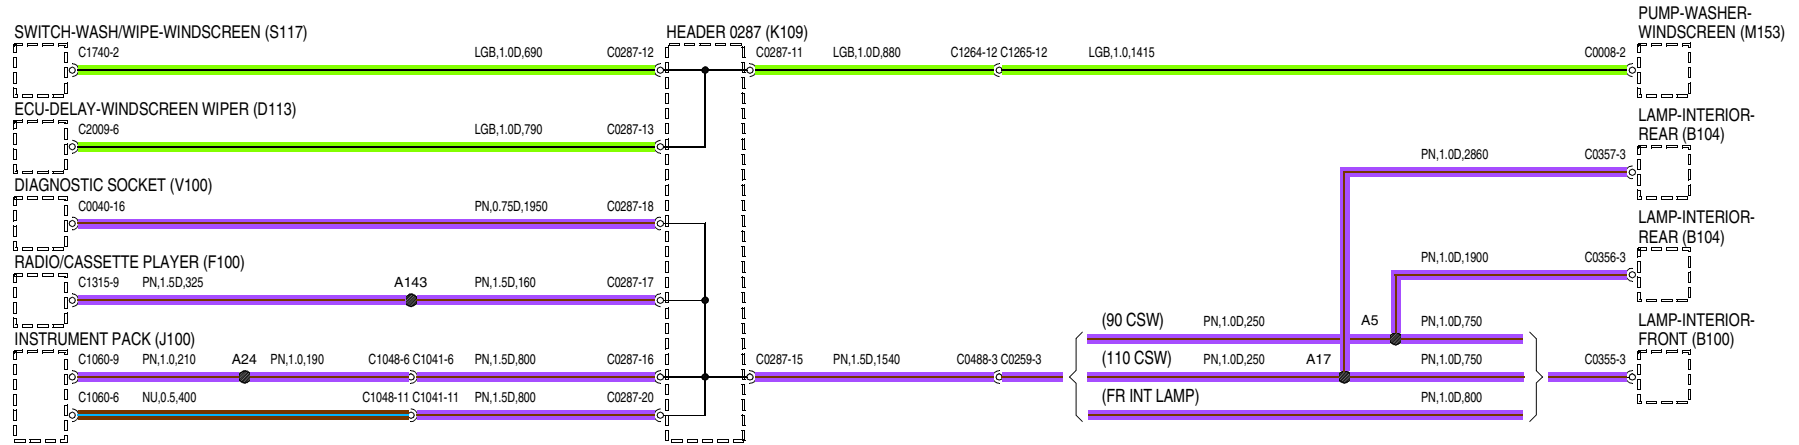 SWITCH-WASH/WIPE-WINDSCREEN (S117)
HEADER 0287 (K109)
PUMP-WASHER-
WINDSCREEN (M153)
C1740-2 LGB,1.0D,690 C0287-12 C0287-11 LGB,1.0D,880 C1264-12 C1265-12 LGB,1.0,1415 C0008-2
ECU-DELAY-WINDSCREEN WIPER (D113)
LAMP-INTERIOR-
REAR (B104)
C2009-6 LGB,1.0D,790 C0287-13
PN,1.0D,2860 C0357-3
DIAGNOSTIC SOCKET (V100)
C0040-16 PN,0.75D,1950 C0287-18
LAMP-INTERIOR-
REAR (B104)
RADIO/CASSETTE PLAYER (F100)
PN,1.0D,1900 C0356-3
C1315-9 PN,1.5D,325 A143 PN,1.5D,160 C0287-17
(90 CSW) PN,1.0D,250 A5 PN,1.0D,750
LAMP-INTERIOR-
FRONT (B100)
INSTRUMENT PACK (J100)
C1060-9 PN,1.0,210 A24 PN,1.0,190 C1048-6 C1041-6 PN,1.5D,800 C0287-16 C0287-15 PN,1.5D,1540 C0488-3 C0259-3 (110 CSW) PN,1.0D,250 A17 PN,1.0D,750 C0355-3
C1060-6 NU,0.5,400 C1048-11 C1041-11 PN,1.5D,800 C0287-20 (FR INT LAMP) PN,1.0D,800